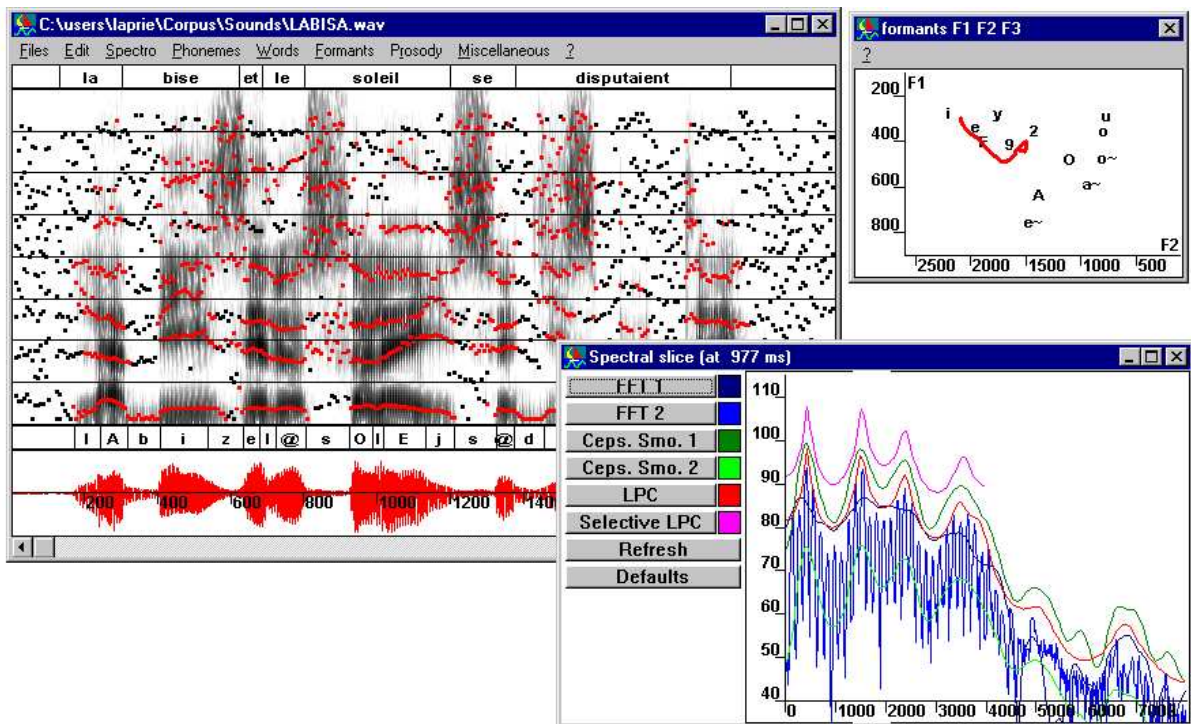 C:\users\laprie\Corpus\Sounds\LABISA.wav
Files Edit Spectro Phonemes Words Formants Prosody Miscellaneous ?
la bise et le soleil se disputaient
l A b i z e l @ s O l E j s @ d
200 400 600 800 1000 1200 140
formants F1 F2 F3
?
200 F1
i y u
e 2 o
400 E 9
O o~
600 a~
A
800 e~
F2
2500 2000 1500 1000 500
Spectral slice (at 977 ms)
FFT 1
FFT 2
Ceps. Smo. 1
Ceps. Smo. 2
LPC
Selective LPC
Refresh
Defaults
110
100
90
80
70
60
50
40
0 1000 2000 3000 4000 5000 6000